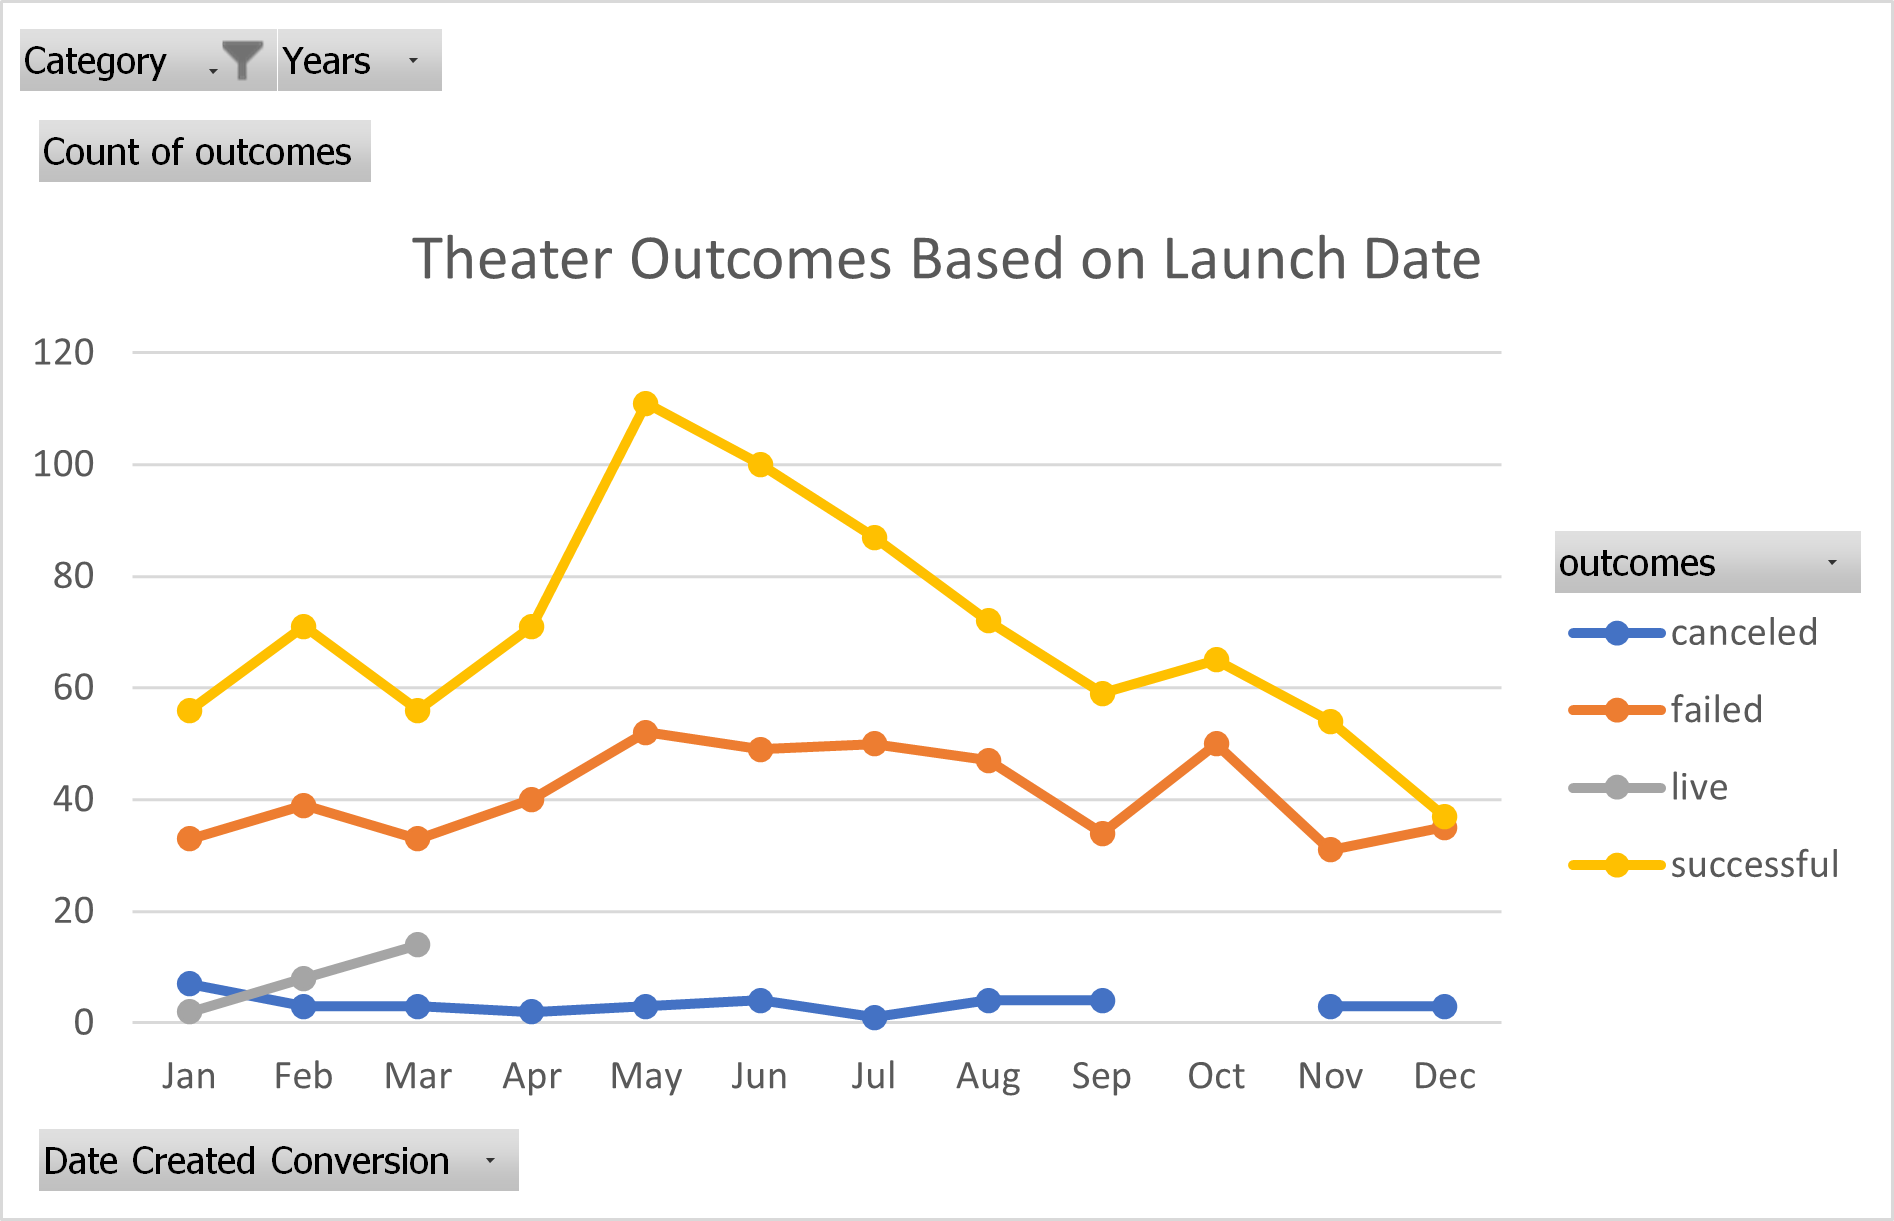 Category Years
Count of outcomes
Theater Outcomes Based on Launch Date
120
100
80
60
40
20
0
Jan Feb Mar Apr May Jun Jul Aug Sep Oct Nov Dec
outcomes
canceled
failed
live
successful
Date Created Conversion